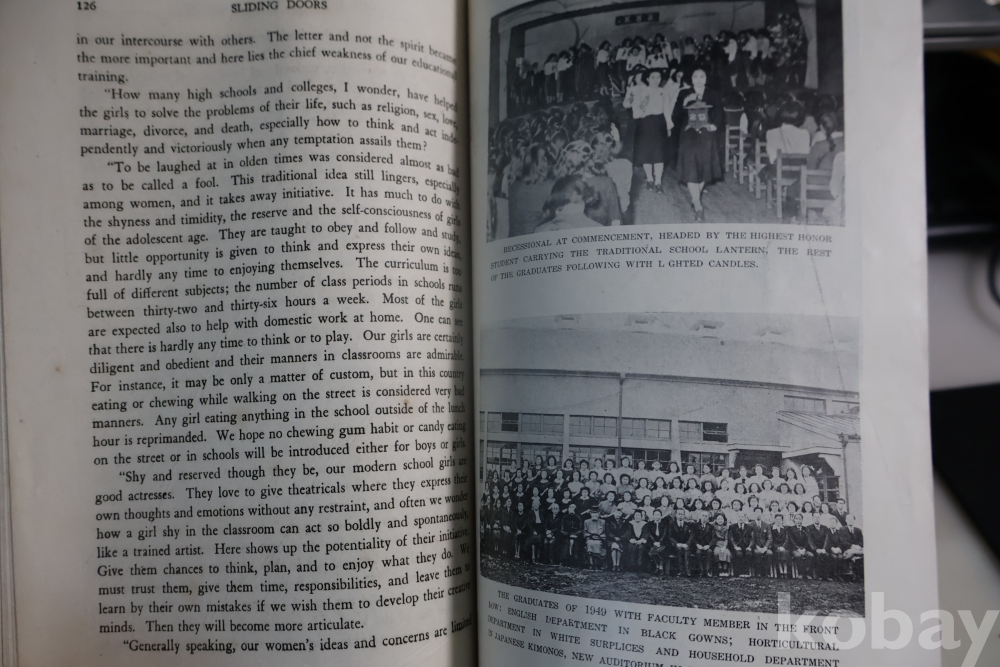 126
SLIDING DOORS
in our intercourse with others. The letter and not the spirit became
the more important and here lies the chief weakness of our educational
training.
"How many high schools and colleges, I wonder, have helped
the girls to solve the problems of their life, such as religion, sex, love,
marriage, divorce, and death, especially how to think and act inde-
pendently and victoriously when any temptation assails them?
"To be laughed at in olden times was considered almost as bad
as to be called a fool. This traditional idea still lingers, especially
among women, and it takes away initiative. It has much to do with
the shyness and timidity, the reserve and the self-consciousness of girls
of the adolescent age. They are taught to obey and follow and study,
but little opportunity is given to think and express their own ideas,
and hardly any time to enjoying themselves. The curriculum is too
full of different subjects; the number of class periods in schools runs
between thirty-two and thirty-six hours a week. Most of the girls
are expected also to help with domestic work at home. One can see
that there is hardly any time to think or to play. Our girls are certainly
diligent and obedient and their manners in classrooms are admirable.
For instance, it may be only a matter of custom, but in this country
eating or chewing while walking on the street is considered very bad
manners. Any girl eating anything in the school outside of the lunch
hour is reprimanded. We hope no chewing gum habit or candy eating
on the street or in schools will be introduced either for boys or girls.
"Shy and reserved though they be, our modern school girls are
good actresses. They love to give theatricals where they express their
own thoughts and emotions without any restraint, and often we wonder
how a girl shy in the classroom can act so boldly and spontaneously,
like a trained artist. Here shows up the potentiality of their initiative.
Give them chances to think, plan, and to enjoy what they do. We
must trust them, give them time, responsibilities, and leave them to
learn by their own mistakes if we wish them to develop their creative
minds. Then they will become more articulate.
"Generally speaking, our women's ideas and concerns are limited
RECESSIONAL AT COMMENCEMENT, HEADED BY THE HIGHEST HONOR
STUDENT CARRYING THE TRADITIONAL SCHOOL LANTERN, THE REST
OF THE GRADUATES FOLLOWING WITH L GHTED CANDLES.
THE GRADUATES OF 1949 WITH FACULTY MEMBER IN THE FRONT
ROW: ENGLISH DEPARTMENT IN BLACK GOWNS; HORTICULTURAL
DEPARTMENT IN WHITE SURPLICES AND HOUSEHOLD DEPARTMENT
IN JAPANESE KIMONOS, NEW AUDITORIUM
kobay